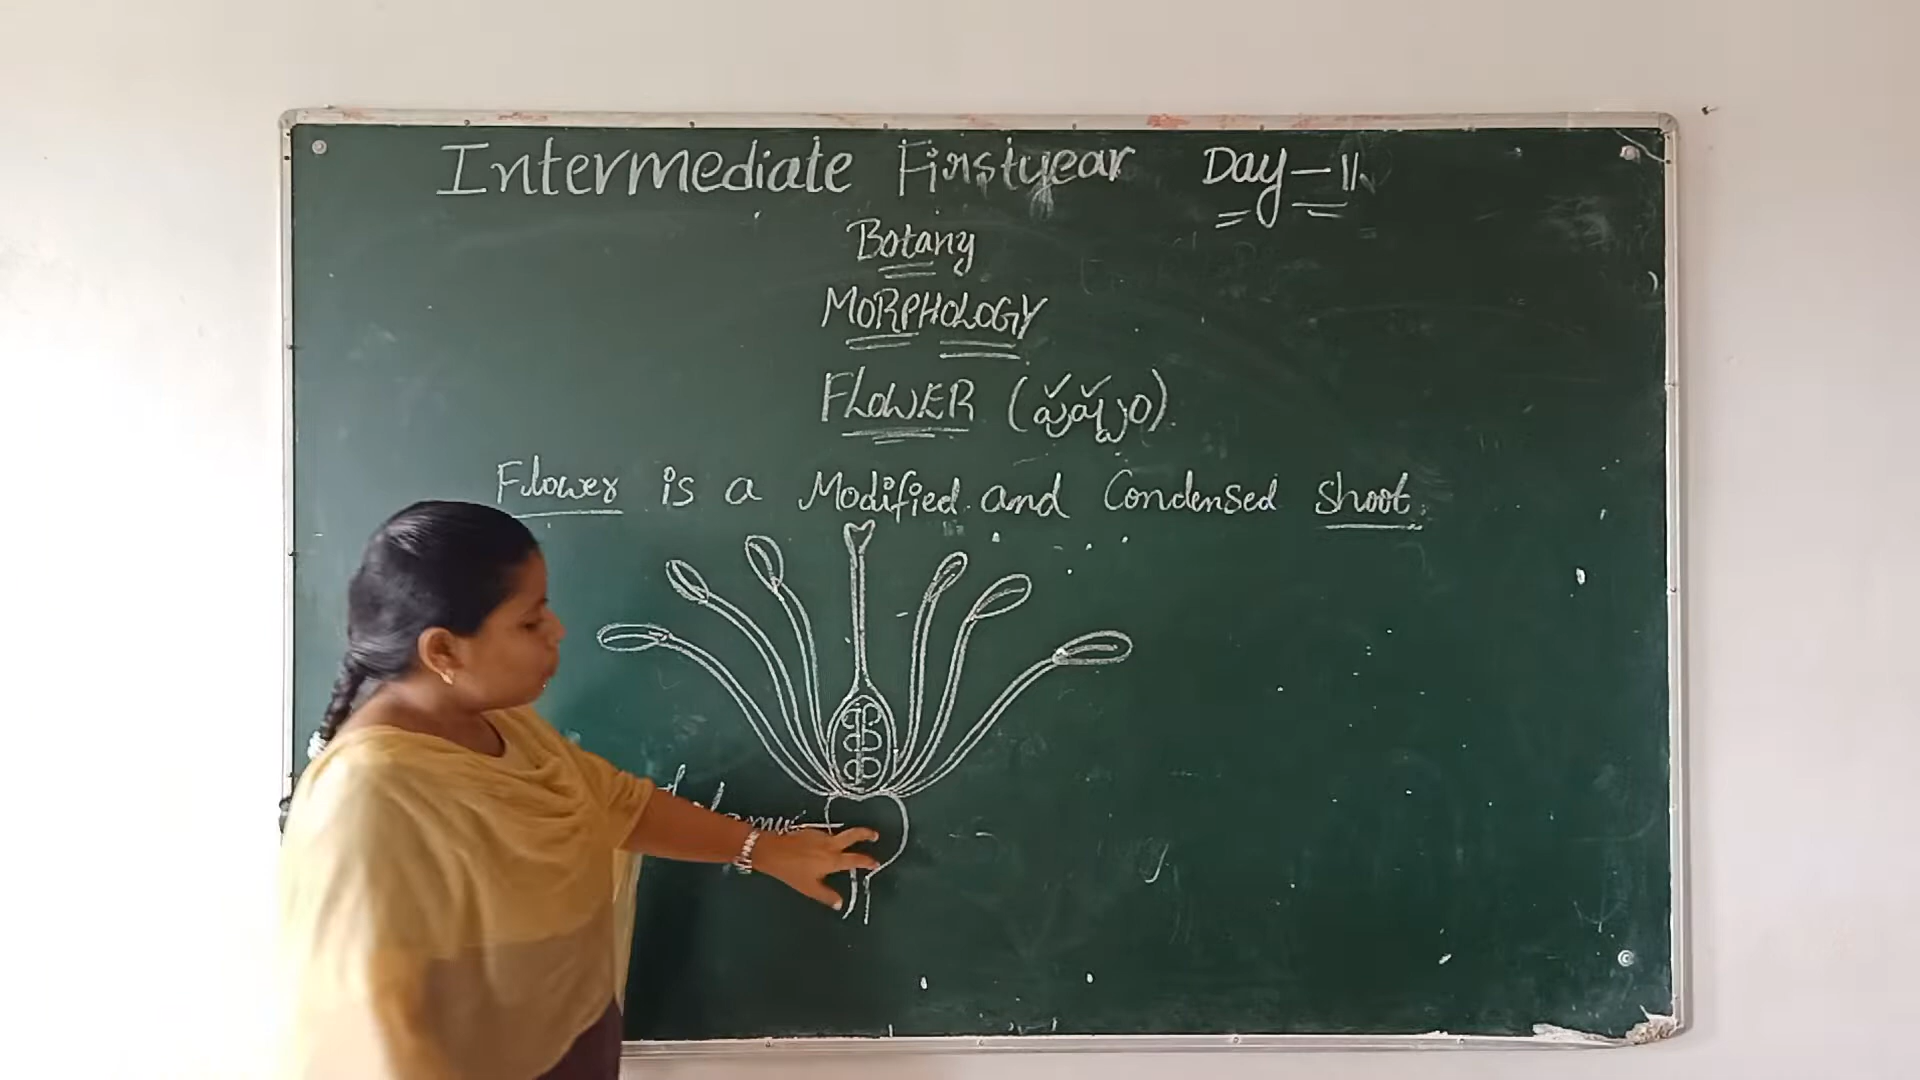 Intermediate Firstyear Day-11
Botany
MORPHOLOGY
FLOWER (పుష్పం)
Flower is a Modified and Condensed shoot.